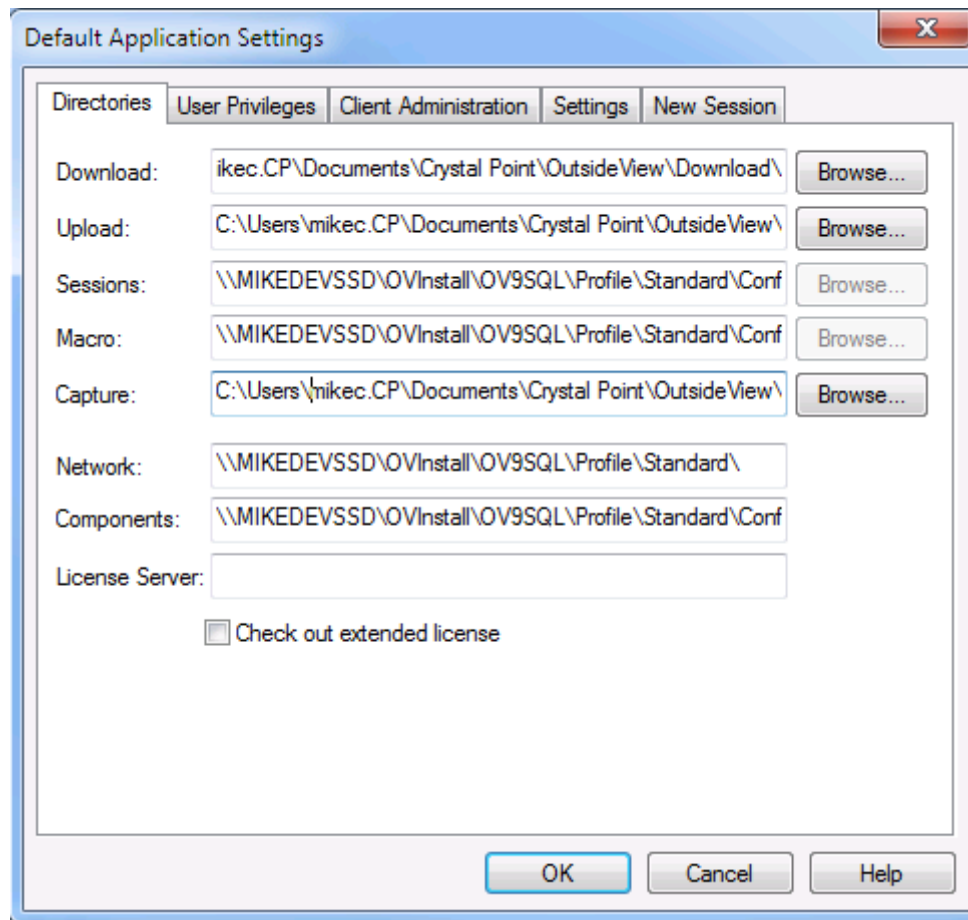 Default Application Settings
Directories User Privileges Client Administration Settings New Session
Download: ikec.CP\Documents\Crystal Point\OutsideView\Download\ Browse...
Upload: C:\Users\mikec.CP\Documents\Crystal Point\OutsideView\ Browse...
Sessions: \\MIKEDEVSSD\OVInstall\OV9SQL\Profile\Standard\Conf Browse...
Macro: \\MIKEDEVSSD\OVInstall\OV9SQL\Profile\Standard\Conf Browse...
Capture: C:\Users\mikec.CP\Documents\Crystal Point\OutsideView\ Browse...
Network: \\MIKEDEVSSD\OVInstall\OV9SQL\Profile\Standard\
Components: \\MIKEDEVSSD\OVInstall\OV9SQL\Profile\Standard\Conf
License Server:
Check out extended license
OK Cancel Help